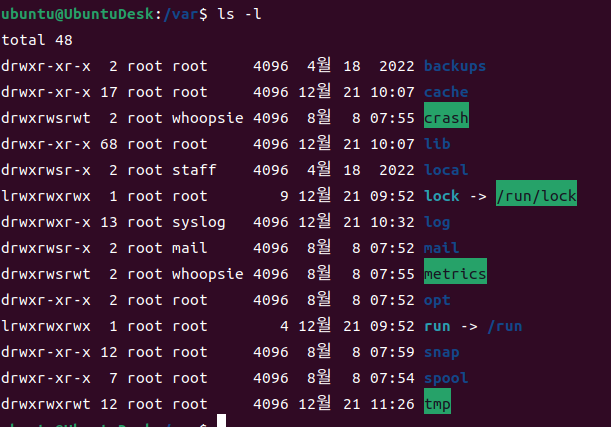 ubuntu@UbuntuDesk:/var$ ls -l
total 48
drwxr-xr-x  2 root root     4096  4월 18  2022 backups
drwxr-xr-x 17 root root     4096 12월 21 10:07 cache
drwxrwsrwt  2 root whoopsie 4096  8월  8 07:55 crash
drwxr-xr-x 68 root root     4096 12월 21 10:07 lib
drwxrwsr-x  2 root staff    4096  4월 18  2022 local
lrwxrwxrwx  1 root root        9 12월 21 09:52 lock -> /run/lock
drwxrwxr-x 13 root syslog   4096 12월 21 10:32 log
drwxrwsr-x  2 root mail     4096  8월  8 07:52 mail
drwxrwsrwt  2 root whoopsie 4096  8월  8 07:55 metrics
drwxr-xr-x  2 root root     4096  8월  8 07:52 opt
lrwxrwxrwx  1 root root        4 12월 21 09:52 run -> /run
drwxr-xr-x 12 root root     4096  8월  8 07:59 snap
drwxr-xr-x  7 root root     4096  8월  8 07:54 spool
drwxrwxrwt 12 root root     4096 12월 21 11:26 tmp